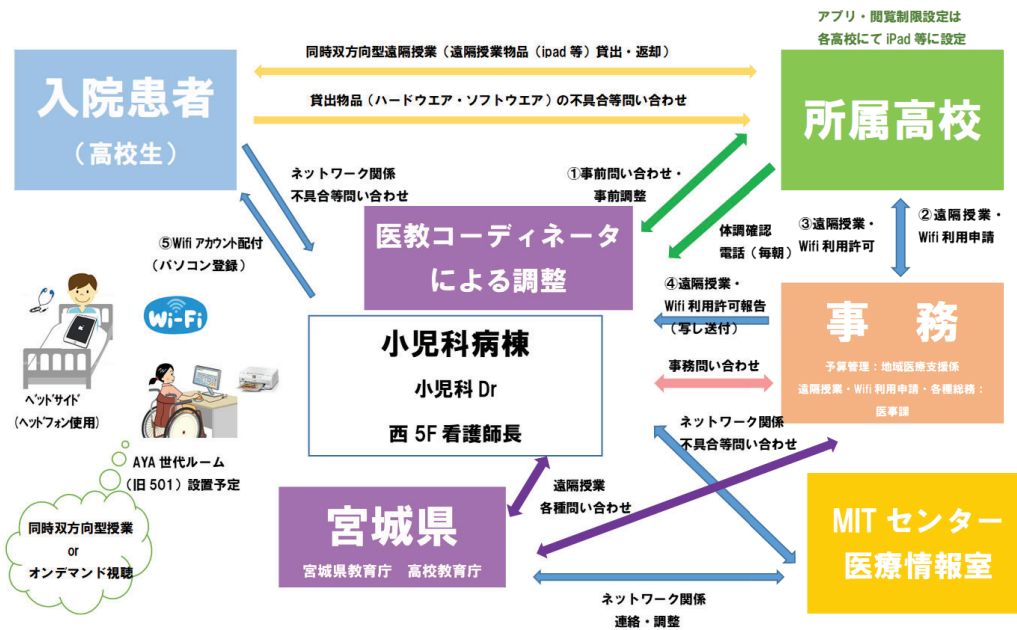 アプリ・閲覧制限設定は
各高校にて iPad 等に設定
同時双方向型遠隔授業（遠隔授業物品（ipad 等）貸出・返却）
貸出物品（ハードウエア・ソフトウエア）の不具合等問い合わせ
入院患者
（高校生）
所属高校
ネットワーク関係
不具合等問い合わせ
①事前問い合わせ・
事前調整
医教コーディネータ
による調整
体調確認
電話（毎朝）
③遠隔授業・
Wifi 利用許可
②遠隔授業・
Wifi 利用申請
⑤Wifi アカウント配付
（パソコン登録）
④遠隔授業・
Wifi 利用許可報告
（写し送付）
Wi-Fi
小児科病棟
小児科 Dr
西 5F 看護師長
事務問い合わせ
事　務
予算管理：地域医療支援係
遠隔授業・Wifi 利用申請・各種総務：
医事課
ﾍﾞｯﾄﾞｻｲﾄﾞ
（ﾍｯﾄﾞﾌｫﾝ使用）
AYA 世代ルーム
（旧 501）設置予定
同時双方向型授業
or
オンデマンド視聴
ネットワーク関係
不具合等問い合わせ
遠隔授業
各種問い合わせ
宮城県
宮城県教育庁　高校教育庁
MIT センター
医療情報室
ネットワーク関係
連絡・調整